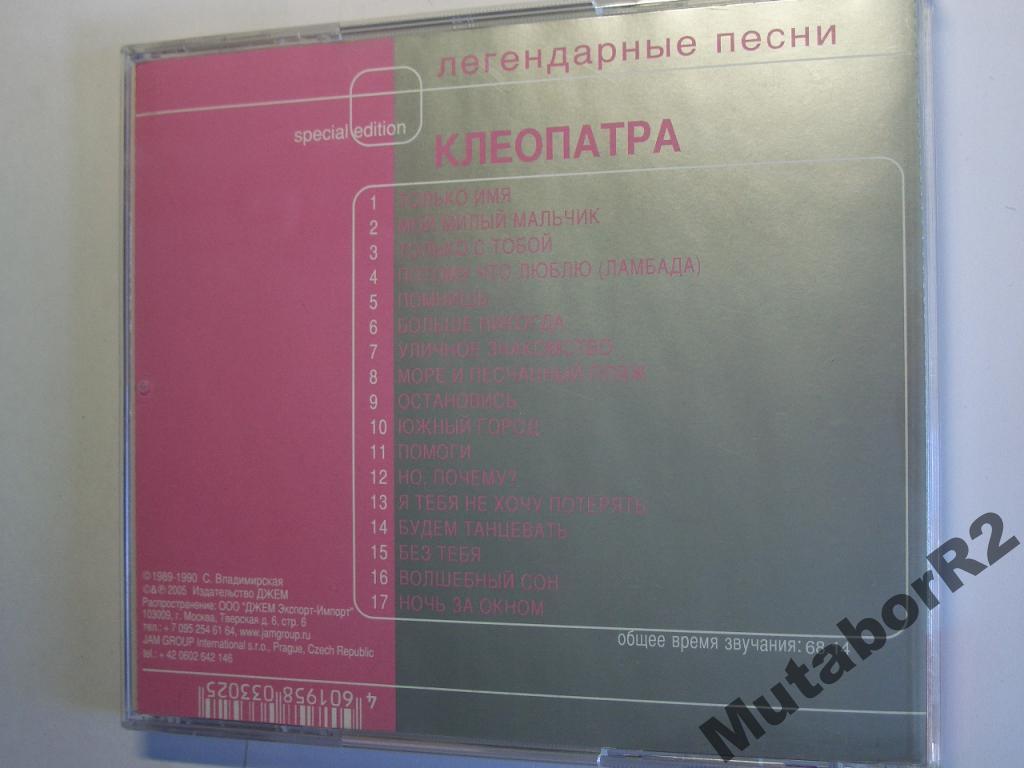 легендарные песни
special edition
КЛЕОПАТРА
1 ТОЛЬКО ИМЯ
2 МОЙ МИЛЫЙ МАЛЬЧИК
3 ТОЛЬКО С ТОБОЙ
4 ПОТОМУ ЧТО ЛЮБЛЮ (ЛАМБАДА)
5 ПОМНИШЬ
6 БОЛЬШЕ НИКОГДА
7 УЛИЧНОЕ ЗНАКОМСТВО
8 МОРЕ И ПЕСЧАННЫЙ ПЛЯЖ
9 ОСТАНОВИСЬ
10 ЮЖНЫЙ ГОРОД
11 ПОМОГИ
12 НО, ПОЧЕМУ?
13 Я ТЕБЯ НЕ ХОЧУ ПОТЕРЯТЬ
14 БУДЕМ ТАНЦЕВАТЬ
15 БЕЗ ТЕБЯ
16 ВОЛШЕБНЫЙ СОН
17 НОЧЬ ЗА ОКНОМ
общее время звучания:
©1989-1990 С. Владимирская
©&℗ 2005 Издательство ДЖЕМ
Распространение: ООО "ДЖЕМ Экспорт-Импорт"
103009, г. Москва, Тверская д. 6, стр. 6
тел.: + 7 095 254 61 64, www.jamgroup.ru
JAM GROUP International s.r.o., Prague, Czech Republic
tel.: + 42 0602 642 146
4 601958 033025
MutaborR2